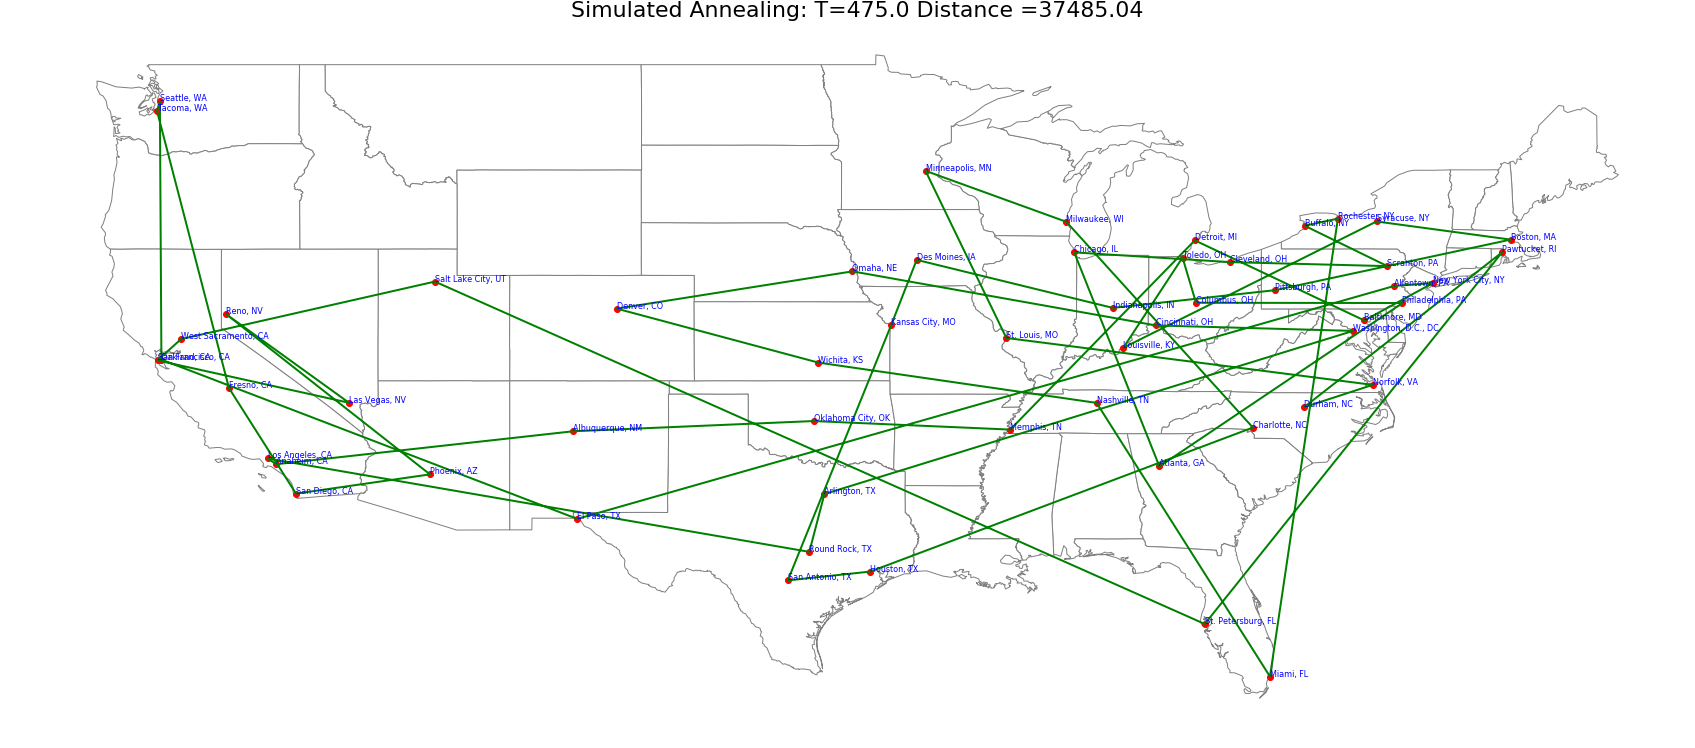 Simulated Annealing: T=475.0 Distance =37485.04
Seattle, WA
Tacoma, WA
Minneapolis, MN
Milwaukee, WI
Rochester, NY
Syracuse, NY
Buffalo, NY
Detroit, MI
Boston, MA
Chicago, IL
Pawtucket, RI
Toledo, OH
Des Moines, IA
Cleveland, OH
Scranton, PA
Omaha, NE
Salt Lake City, UT
New York City, NY
Allentown, PA
Pittsburgh, PA
Columbus, OH
Philadelphia, PA
Denver, CO
Indianapolis, IN
Reno, NV
Baltimore, MD
Kansas City, MO
Cincinnati, OH
Washington, D.C., DC
West Sacramento, CA
St. Louis, MO
Louisville, KY
San Francisco, CA
Oakland, CA
Wichita, KS
Fresno, CA
Norfolk, VA
Las Vegas, NV
Nashville, TN
Durham, NC
Oklahoma City, OK
Albuquerque, NM
Memphis, TN
Charlotte, NC
Los Angeles, CA
Anaheim, CA
Atlanta, GA
Phoenix, AZ
San Diego, CA
Arlington, TX
El Paso, TX
Round Rock, TX
Houston, TX
San Antonio, TX
St. Petersburg, FL
Miami, FL